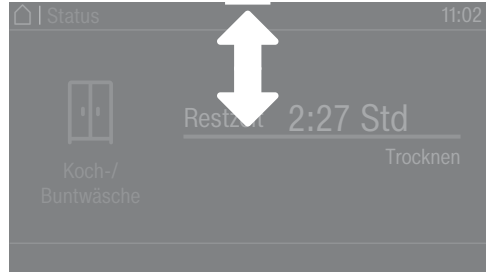 | Status 11:02
Restzeit 2:27 Std
Trocknen
Koch-/
Buntwäsche